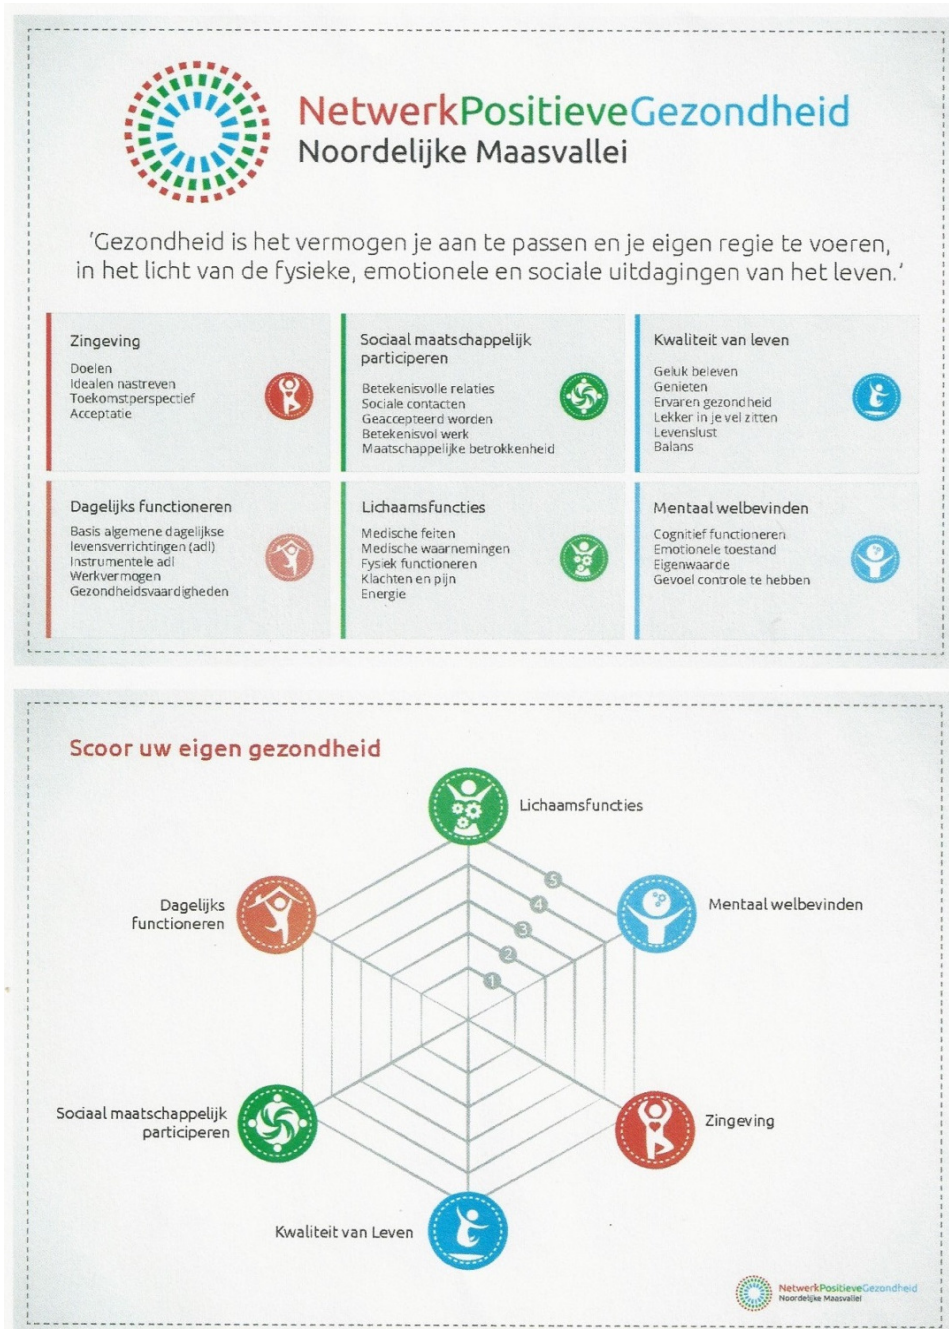 NetwerkPositieveGezondheid
Noordelijke Maasvallei
'Gezondheid is het vermogen je aan te passen en je eigen regie te voeren,
in het licht van de fysieke, emotionele en sociale uitdagingen van het leven.'
Zingeving
Doelen
Idealen nastreven
Toekomstperspectief
Acceptatie
Sociaal maatschappelijk
participeren
Betekenisvolle relaties
Sociale contacten
Geaccepteerd worden
Betekenisvol werk
Maatschappelijke betrokkenheid
Kwaliteit van leven
Geluk beleven
Genieten
Ervaren gezondheid
Lekker in je vel zitten
Levenslust
Balans
Dagelijks functioneren
Basis algemene dagelijkse
levensverrichtingen (adl)
Instrumentele adl
Werkvermogen
Gezondheidsvaardigheden
Lichaamsfuncties
Medische feiten
Medische waarnemingen
Fysiek functioneren
Klachten en pijn
Energie
Mentaal welbevinden
Cognitief functioneren
Emotionele toestand
Eigenwaarde
Gevoel controle te hebben
Scoor uw eigen gezondheid
Lichaamsfuncties
5
4
3
2
1
Dagelijks
functioneren
Mentaal welbevinden
Sociaal maatschappelijk
participeren
Zingeving
Kwaliteit van Leven
NetwerkPositieveGezondheid
Noordelijke Maasvallei